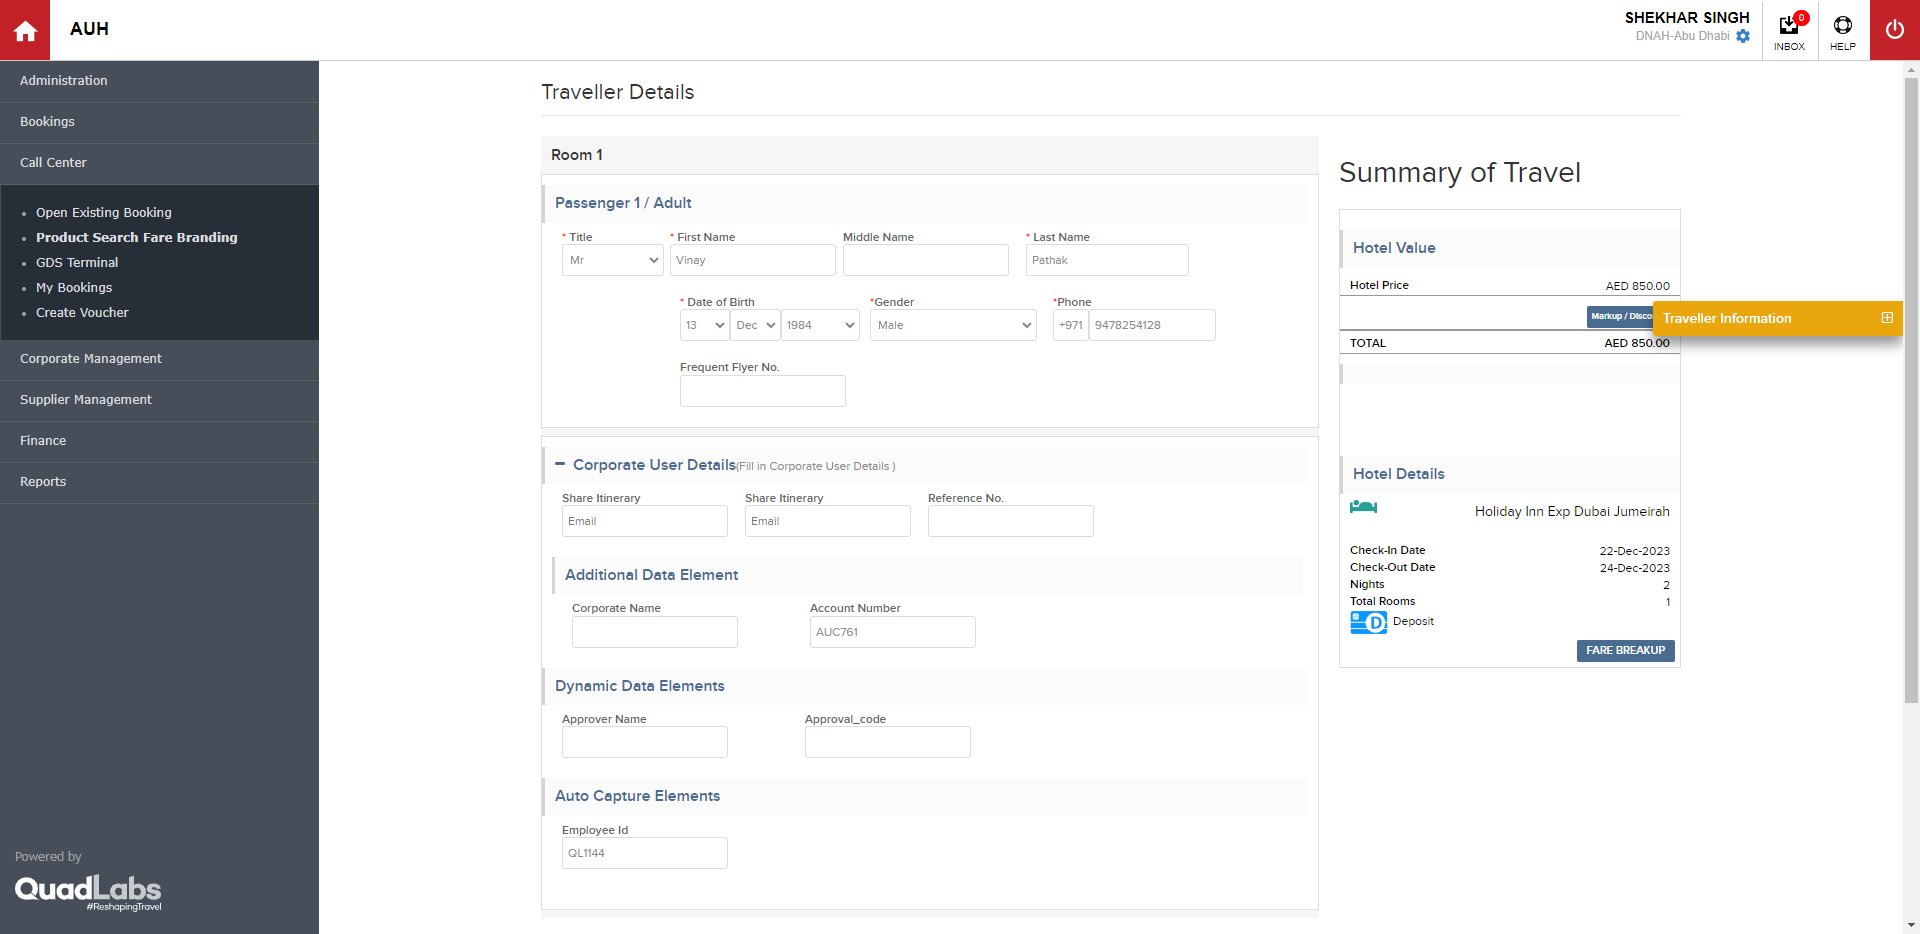 AUH
SHEKHAR SINGH
DNAH-Abu Dhabi
0
INBOX
HELP
Administration
Bookings
Call Center
Open Existing Booking
Product Search Fare Branding
GDS Terminal
My Bookings
Create Voucher
Corporate Management
Supplier Management
Finance
Reports
Powered by
QuadLabs
#ReshapingTravel
Traveller Details
Room 1
Passenger 1 / Adult
* Title * First Name Middle Name * Last Name
Mr Vinay Pathak
* Date of Birth *Gender *Phone
13 Dec 1984 Male +971 9478254128
Frequent Flyer No.
Corporate User Details(Fill in Corporate User Details )
Share Itinerary Share Itinerary Reference No.
Email Email
Additional Data Element
Corporate Name Account Number
AUC761
Dynamic Data Elements
Approver Name Approval_code
Auto Capture Elements
Employee Id
QL1144
Summary of Travel
Hotel Value
Hotel Price AED 850.00
Markup /
Traveller Information
TOTAL AED 850.00
Hotel Details
Holiday Inn Exp Dubai Jumeirah
Check-In Date 22-Dec-2023
Check-Out Date 24-Dec-2023
Nights 2
Total Rooms 1
D Deposit
FARE BREAKUP